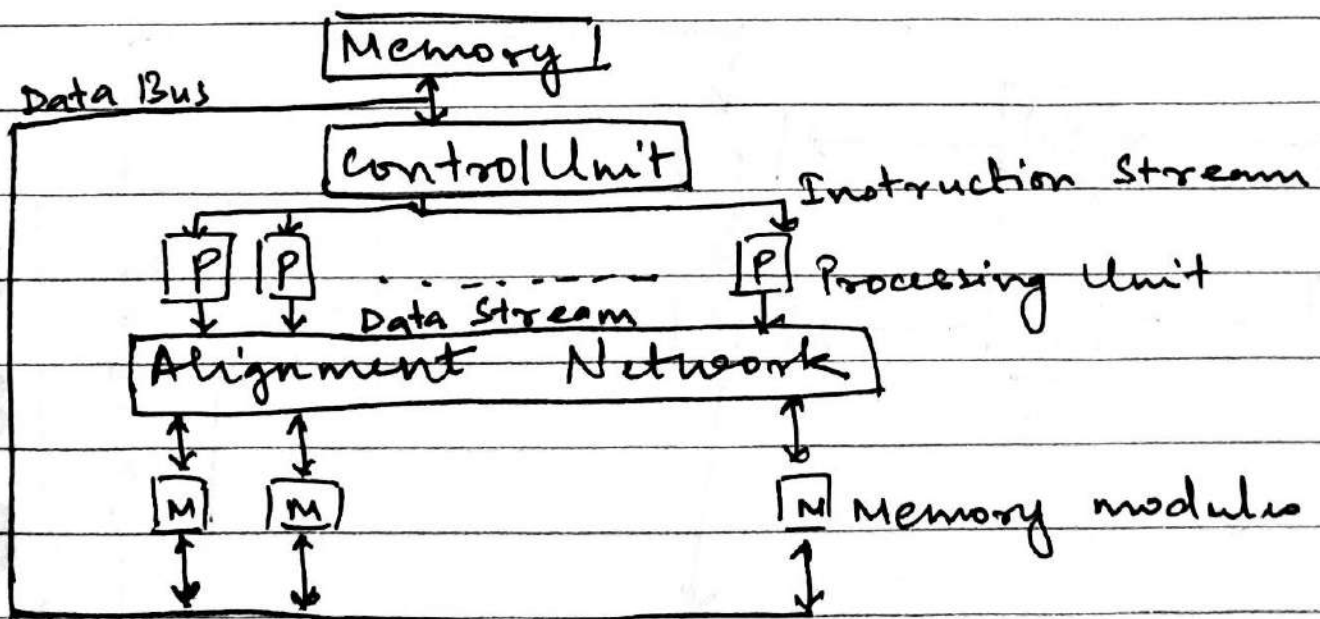 Memory
Data Bus
Control Unit
Instruction Stream
P P P Processing Unit
Data Stream
Alignment Network
M M M Memory modules